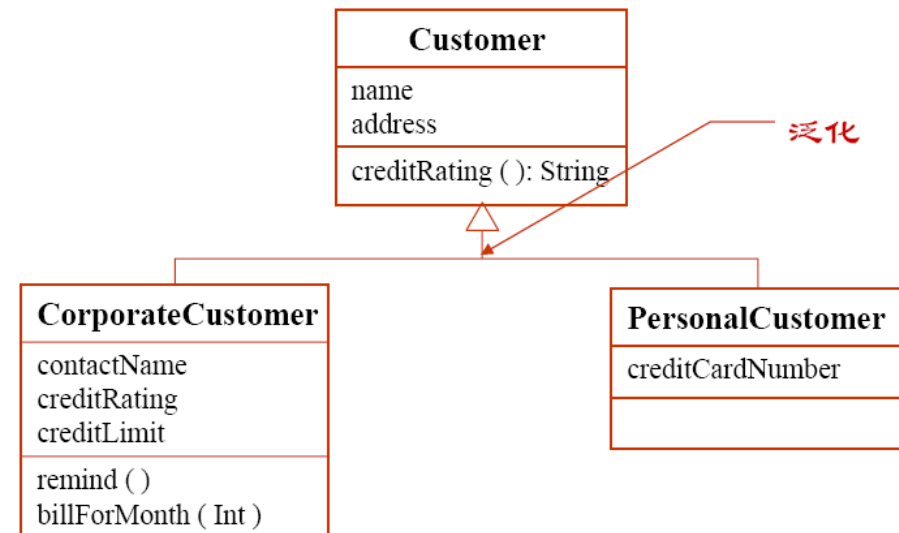 Customer
name
address
creditRating ( ): String
泛化
CorporateCustomer
contactName
creditRating
creditLimit
remind ( )
billForMonth ( Int )
PersonalCustomer
creditCardNumber